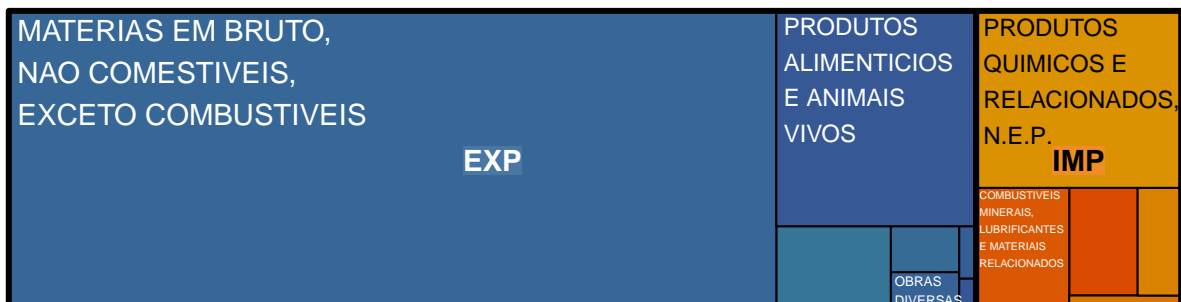 MATERIAS EM BRUTO,
NAO COMESTIVEIS,
EXCETO COMBUSTIVEIS
EXP
PRODUTOS
ALIMENTICIOS
E ANIMAIS
VIVOS
OBRAS
DIVERSAS
PRODUTOS
QUIMICOS E
RELACIONADOS,
N.E.P.
IMP
COMBUSTIVEIS
MINERAIS,
LUBRIFICANTES
E MATERIAIS
RELACIONADOS